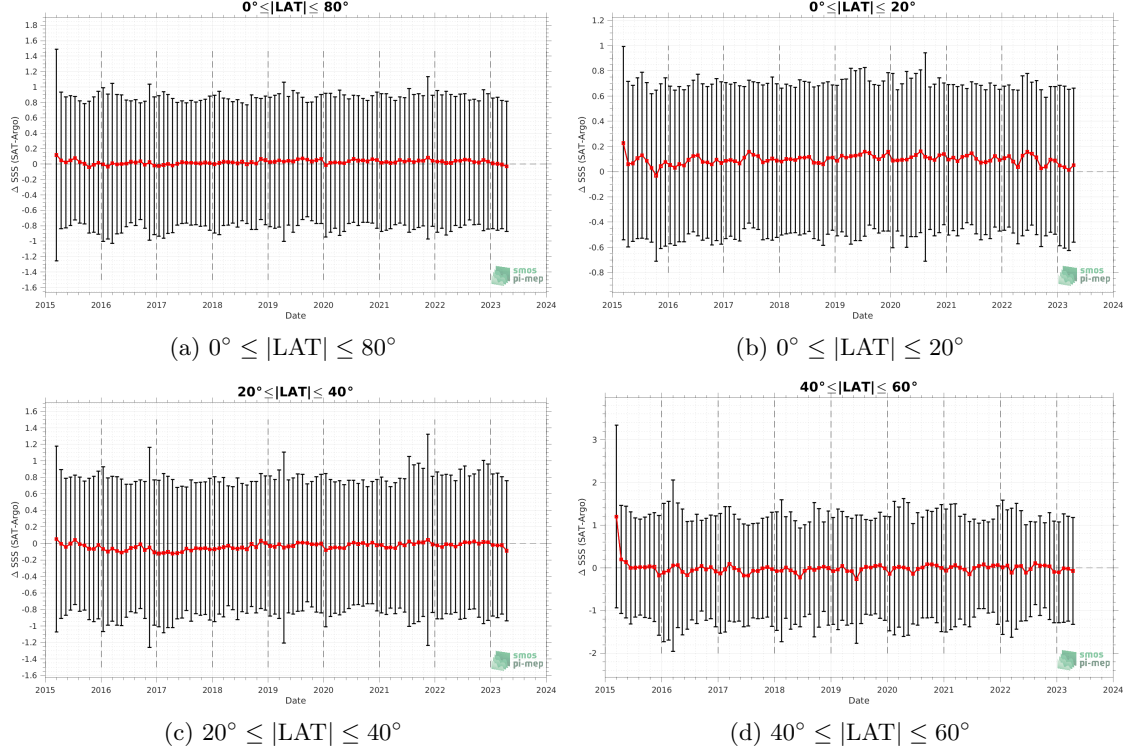 0°≤|LAT|≤ 80°
Δ SSS (SAT-Argo)
1.8
1.6
1.4
1.2
1
0.8
0.6
0.4
0.2
0
-0.2
-0.4
-0.6
-0.8
-1
-1.2
-1.4
-1.6
smos
pi-mep
2015 2016 2017 2018 2019 2020 2021 2022 2023 2024
Date
(a) 0° ≤ |LAT| ≤ 80°
0°≤|LAT|≤ 20°
Δ SSS (SAT-Argo)
1.2
1
0.8
0.6
0.4
0.2
0
-0.2
-0.4
-0.6
-0.8
smos
pi-mep
2015 2016 2017 2018 2019 2020 2021 2022 2023 2024
Date
(b) 0° ≤ |LAT| ≤ 20°
20°≤|LAT|≤ 40°
Δ SSS (SAT-Argo)
1.6
1.4
1.2
1
0.8
0.6
0.4
0.2
0
-0.2
-0.4
-0.6
-0.8
-1
-1.2
-1.4
-1.6
smos
pi-mep
2015 2016 2017 2018 2019 2020 2021 2022 2023 2024
Date
(c) 20° ≤ |LAT| ≤ 40°
40°≤|LAT|≤ 60°
Δ SSS (SAT-Argo)
3
2
1
0
-1
-2
smos
pi-mep
2015 2016 2017 2018 2019 2020 2021 2022 2023 2024
Date
(d) 40° ≤ |LAT| ≤ 60°